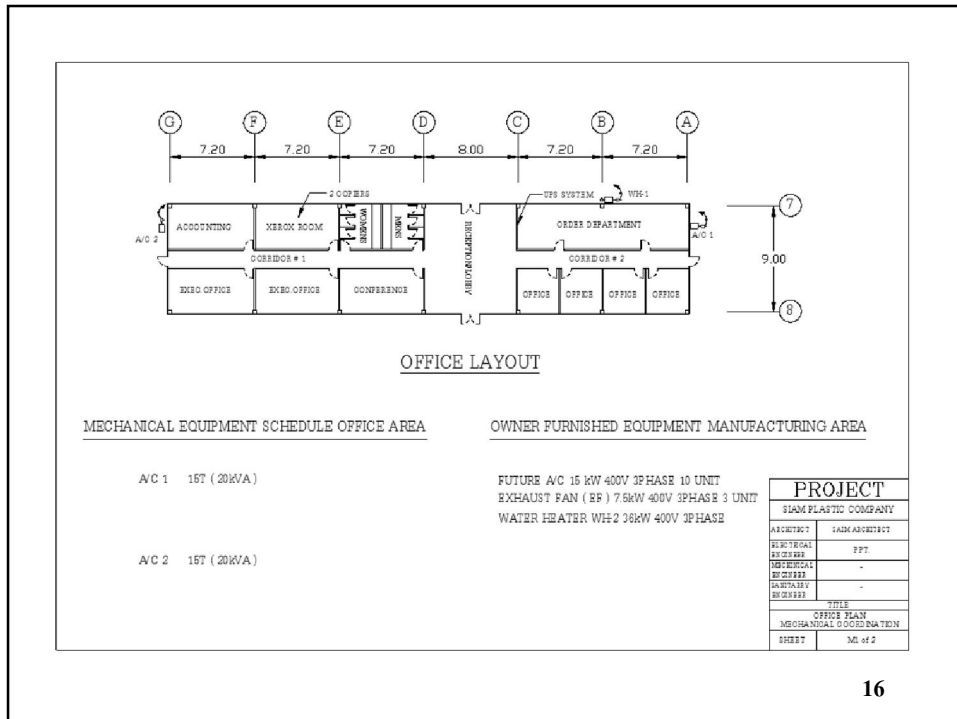 G F E D C B A
7.20 7.20 7.20 8.00 7.20 7.20
2 COPIERS
UPS SYSTEM
WH-1
7
A/C 2
ACCOUNTING
XEROX ROOM
WOMENS
MENS
RECEPTION/LOBBY
ORDER DEPARTMENT
A/C 1
CORRIDOR # 1
CORRIDOR # 2
9.00
EXEC.OFFICE
EXEC.OFFICE
CONFERENCE
OFFICE
OFFICE
OFFICE
OFFICE
8
OFFICE LAYOUT
MECHANICAL EQUIPMENT SCHEDULE OFFICE AREA
A/C 1 15T ( 20kVA )
A/C 2 15T ( 20kVA )
OWNER FURNISHED EQUIPMENT MANUFACTURING AREA
FUTURE A/C 15 kW 400V 3PHASE 10 UNIT
EXHAUST FAN ( EF ) 7.5kW 400V 3PHASE 3 UNIT
WATER HEATER WH-2 36kW 400V 3PHASE
PROJECT
SIAM PLASTIC COMPANY
ARCHITECT
SAIM ARCHITECT
ELECTRICAL
ENGINEER
PPT.
MECHINICAL
ENGINEER
-
SANITARY
ENGINEER
-
TITLE
OFFICE PLAN
MECHANICAL COORDINATION
SHEET
M1 of 2
16